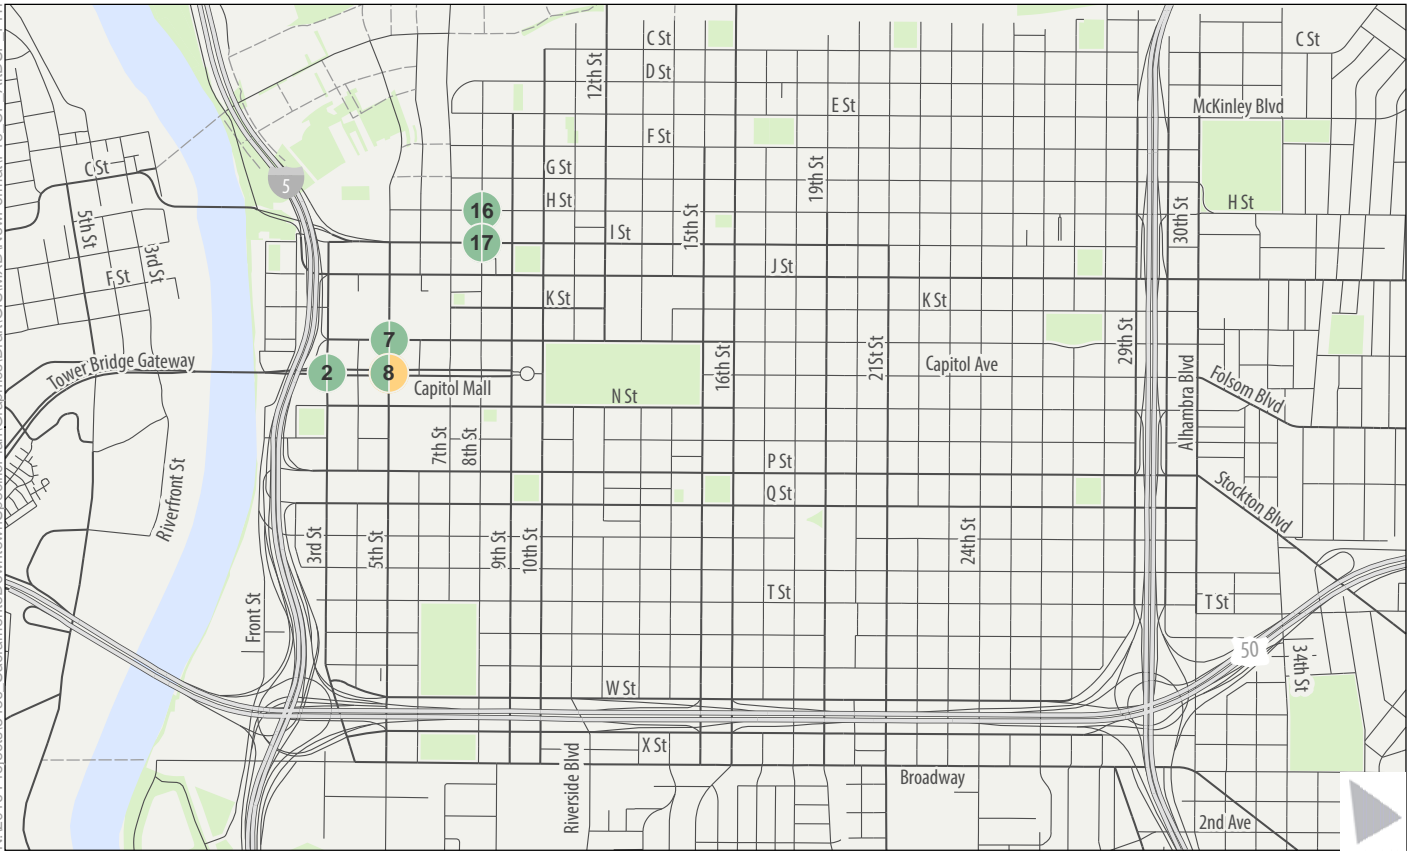 C St
C St
12th St
D St
E St
McKinley Blvd
F St
C St
G St
19th St
5
H St
H St
16
15th St
30th St
5th St
I St
17
3rd St
J St
F St
K St
K St
7
29th St
21St St
Tower Bridge Gateway
16th St
Capitol Ave
2
8
Capitol Mall
Folsom Blvd
N St
Alhambra Blvd
7th St
8th St
P St
Q St
Riverfront St
Stockton Blvd
3rd St
5th St
9th St
10th St
24th St
T St
T St
Front St
50
34th St
W St
X St
Riverside Blvd
Broadway
2nd Ave